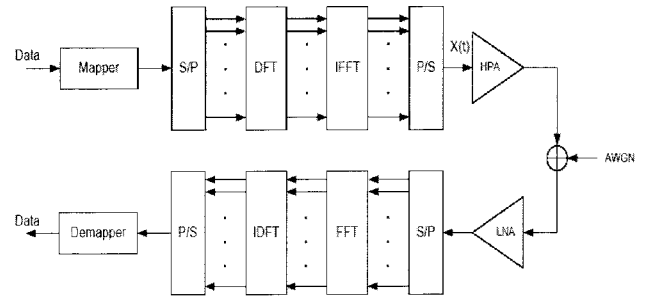 Data
Mapper
S/P
DFT
IFFT
P/S
X(t)
HPA
AWGN
Data
Demapper
P/S
IDFT
FFT
S/P
LNA